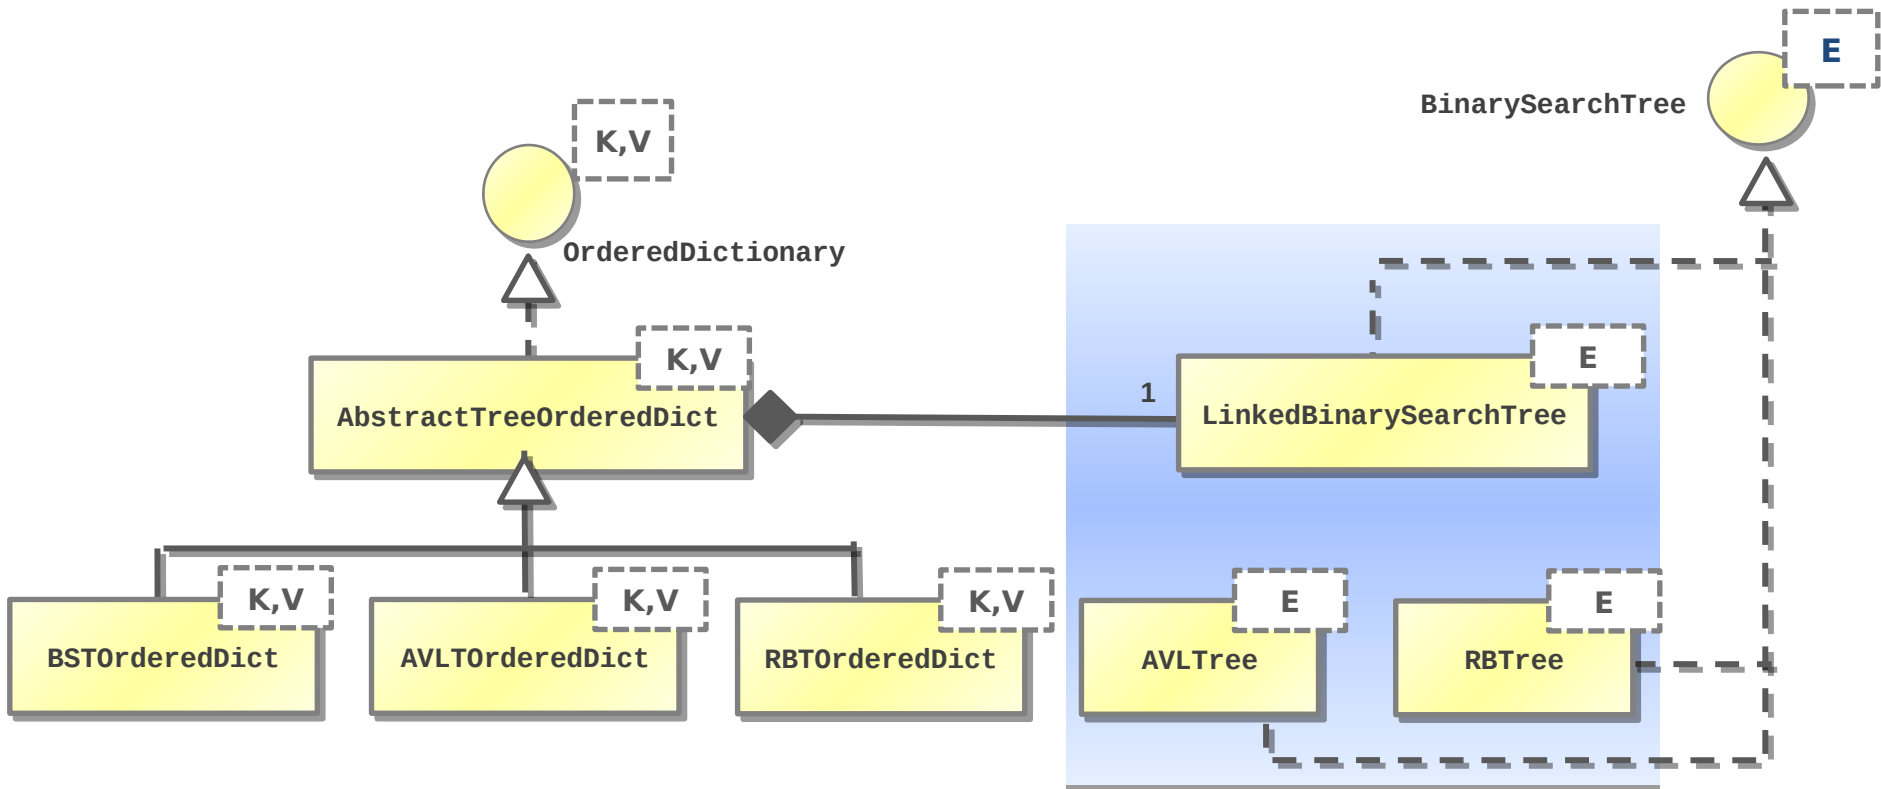 E
BinarySearchTree
K,V
OrderedDictionary
K,V
AbstractTreeOrderedDict
1
E
LinkedBinarySearchTree
K,V
BSTOrderedDict
K,V
AVLTOrderedDict
K,V
RBTOrderedDict
E
AVLTree
E
RBTree